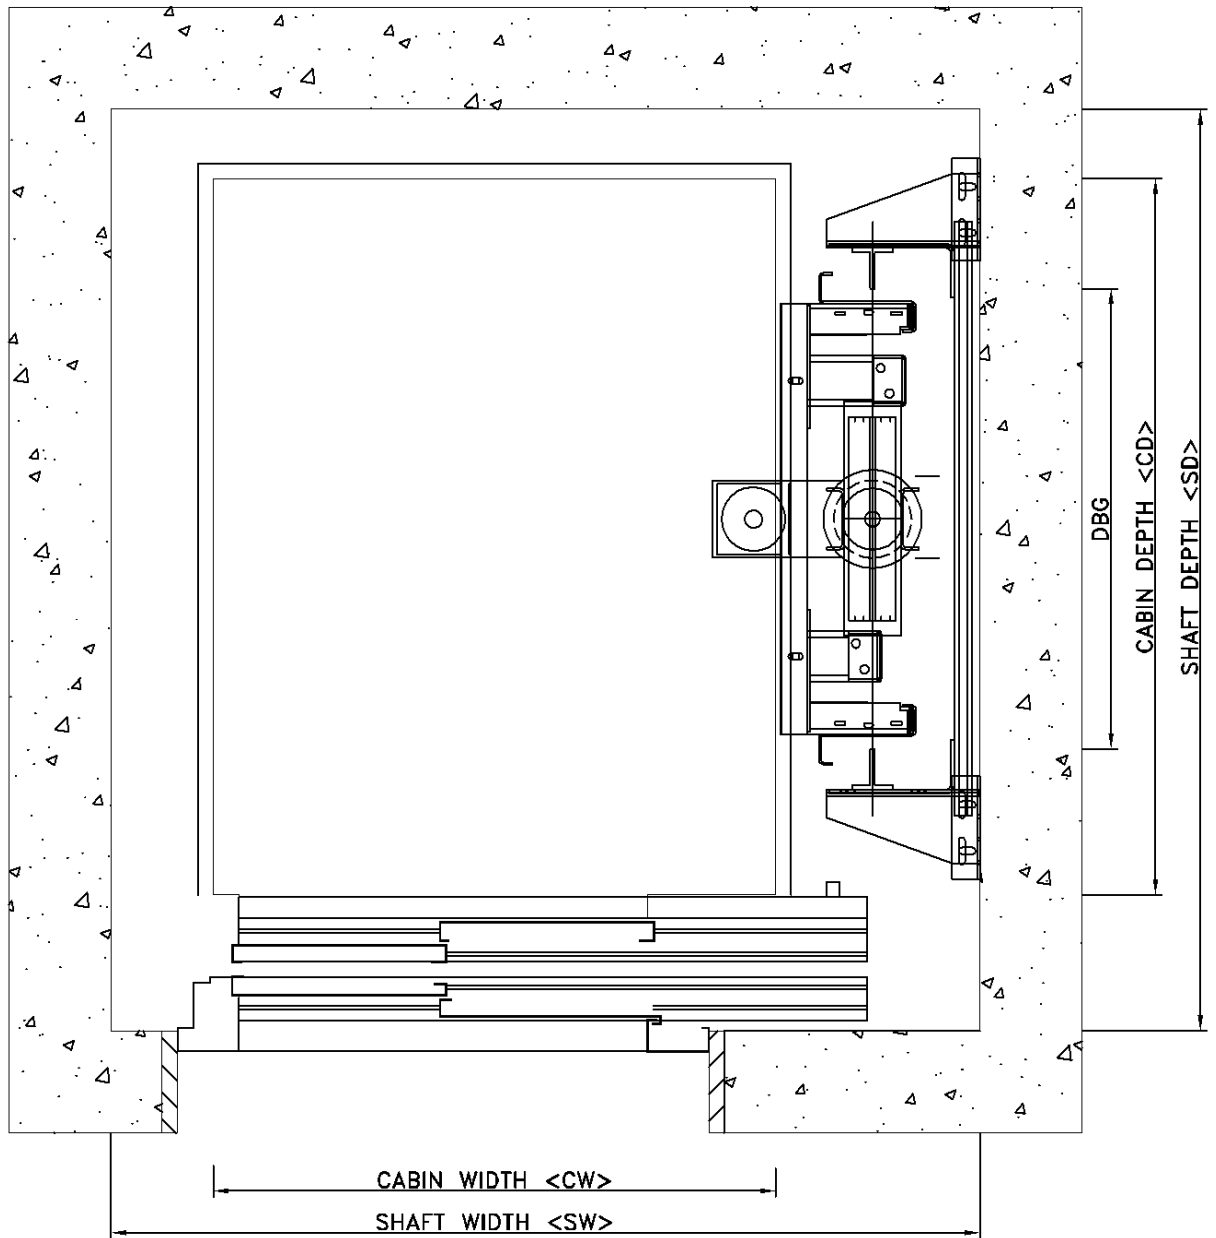 DBG
CABIN DEPTH <CD>
SHAFT DEPTH <SD>
CABIN WIDTH <CW>
SHAFT WIDTH <SW>